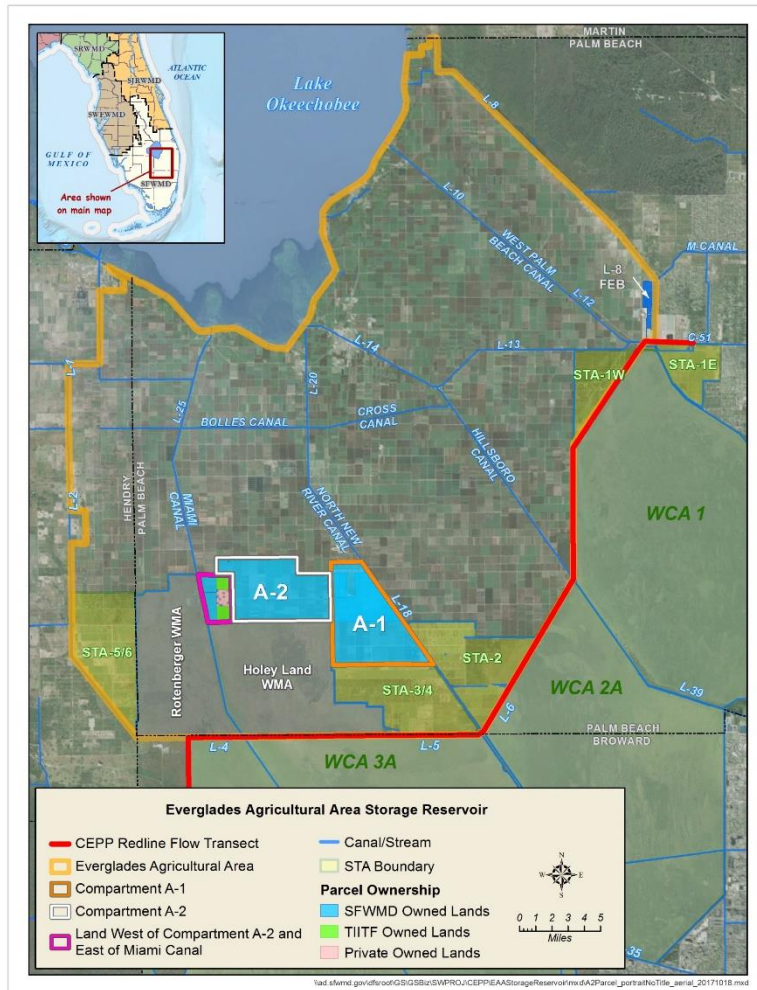 MARTIN
PALM BEACH
SRWMD
SJRWMD
ATLANTIC
OCEAN
SWFWMD
GULF OF
MEXICO
SFWMD
Area shown
on main map
Lake
Okeechobee
L-8
L-10
WEST PALM
BEACH CANAL
L-12
M-CANAL
L-8
FEB
C-51
L-1
L-25
L-20
L-14
L-13
STA-1W
STA-1E
BOLLES CANAL
CROSS
CANAL
HILLSBORO
CANAL
L-2
HENDRY
PALM BEACH
MIAMI
CANAL
NORTH NEW
RIVER CANAL
WCA 1
A-2
A-1
L-18
STA-5/6
Rotenberger WMA
Holey Land
WMA
STA-2
STA-3/4
WCA 2A
L-6
L-39
L-4
L-5
PALM BEACH
BROWARD
WCA 3A
Everglades Agricultural Area Storage Reservoir
CEPP Redline Flow Transect
Everglades Agricultural Area
Compartment A-1
Compartment A-2
Land West of Compartment A-2 and
East of Miami Canal
Canal/Stream
STA Boundary
Parcel Ownership
SFWMD Owned Lands
TIITF Owned Lands
Private Owned Lands
N
W E
S
0 1 2 3 4 5
Miles
L-35